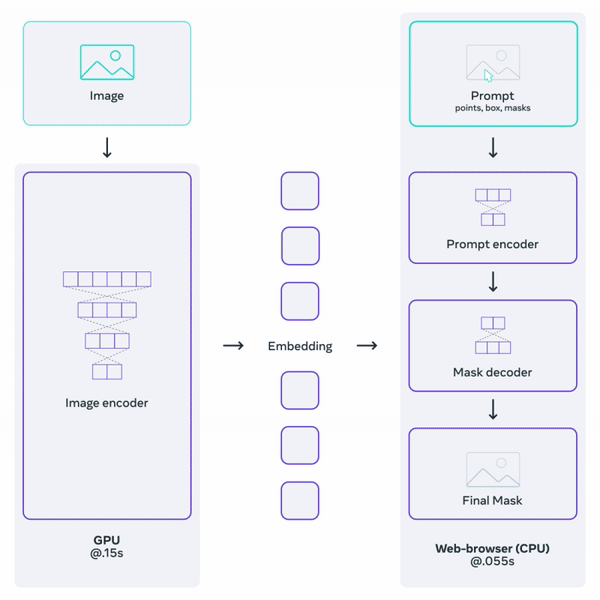 Image
Image encoder
GPU
@.15s
Embedding
Prompt
points, box, masks
Prompt encoder
Mask decoder
Final Mask
Web-browser (CPU)
@.055s